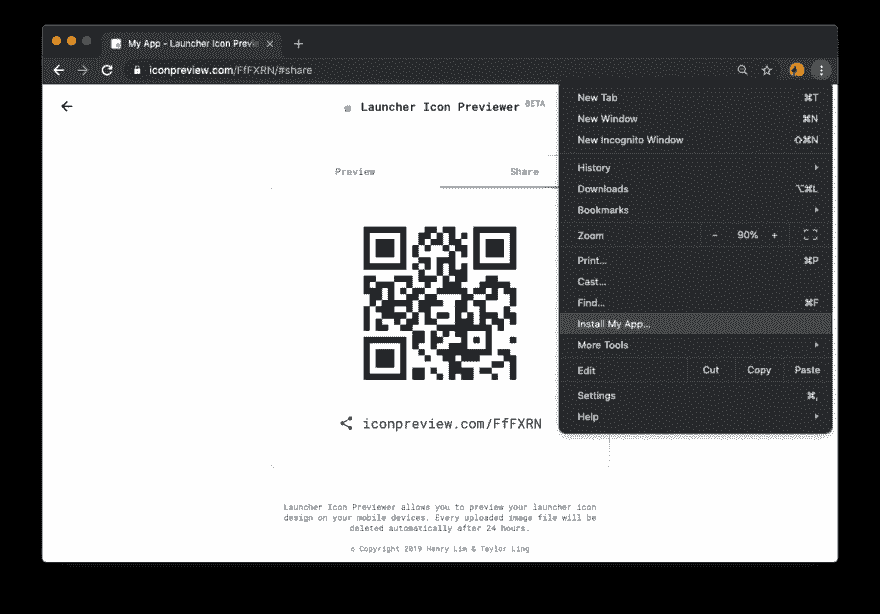 My App - Launcher Icon Previe
iconpreview.com/FfFXRN/#share
Launcher Icon Previewer BETA
Preview Share
iconpreview.com/FfFXRN
Launcher Icon Previewer allows you to preview your launcher icon
design on your mobile devices. Every uploaded image file will be
deleted automatically after 24 hours.
© Copyright 2019 Henry Lim & Taylor Ling
New Tab ⌘T
New Window ⌘N
New Incognito Window ⇧⌘N
History
Downloads ⌥⌘L
Bookmarks
Zoom - 90% +
Print... ⌘P
Cast...
Find... ⌘F
Install My App...
More Tools
Edit Cut Copy Paste
Settings ⌘,
Help